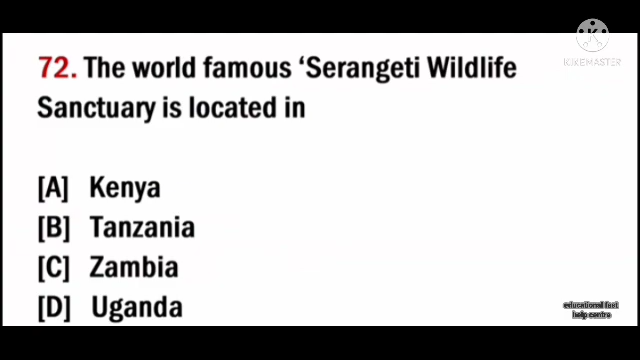 K
KINEMASTER
72. The world famous ‘Serangeti Wildlife
Sanctuary is located in
[A] Kenya
[B] Tanzania
[C] Zambia
[D] Uganda
educational fast
help centre